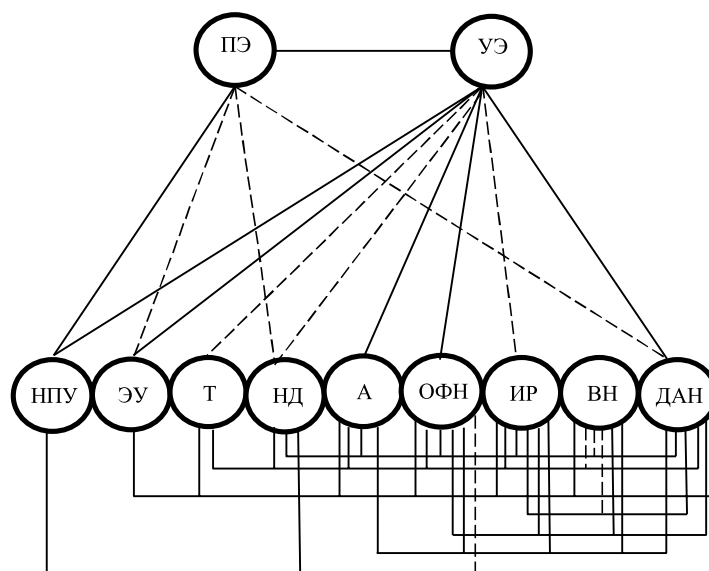 ПЭ УЭ
НПУ ЭУ Т НД А ОФН ИР ВН ДАН